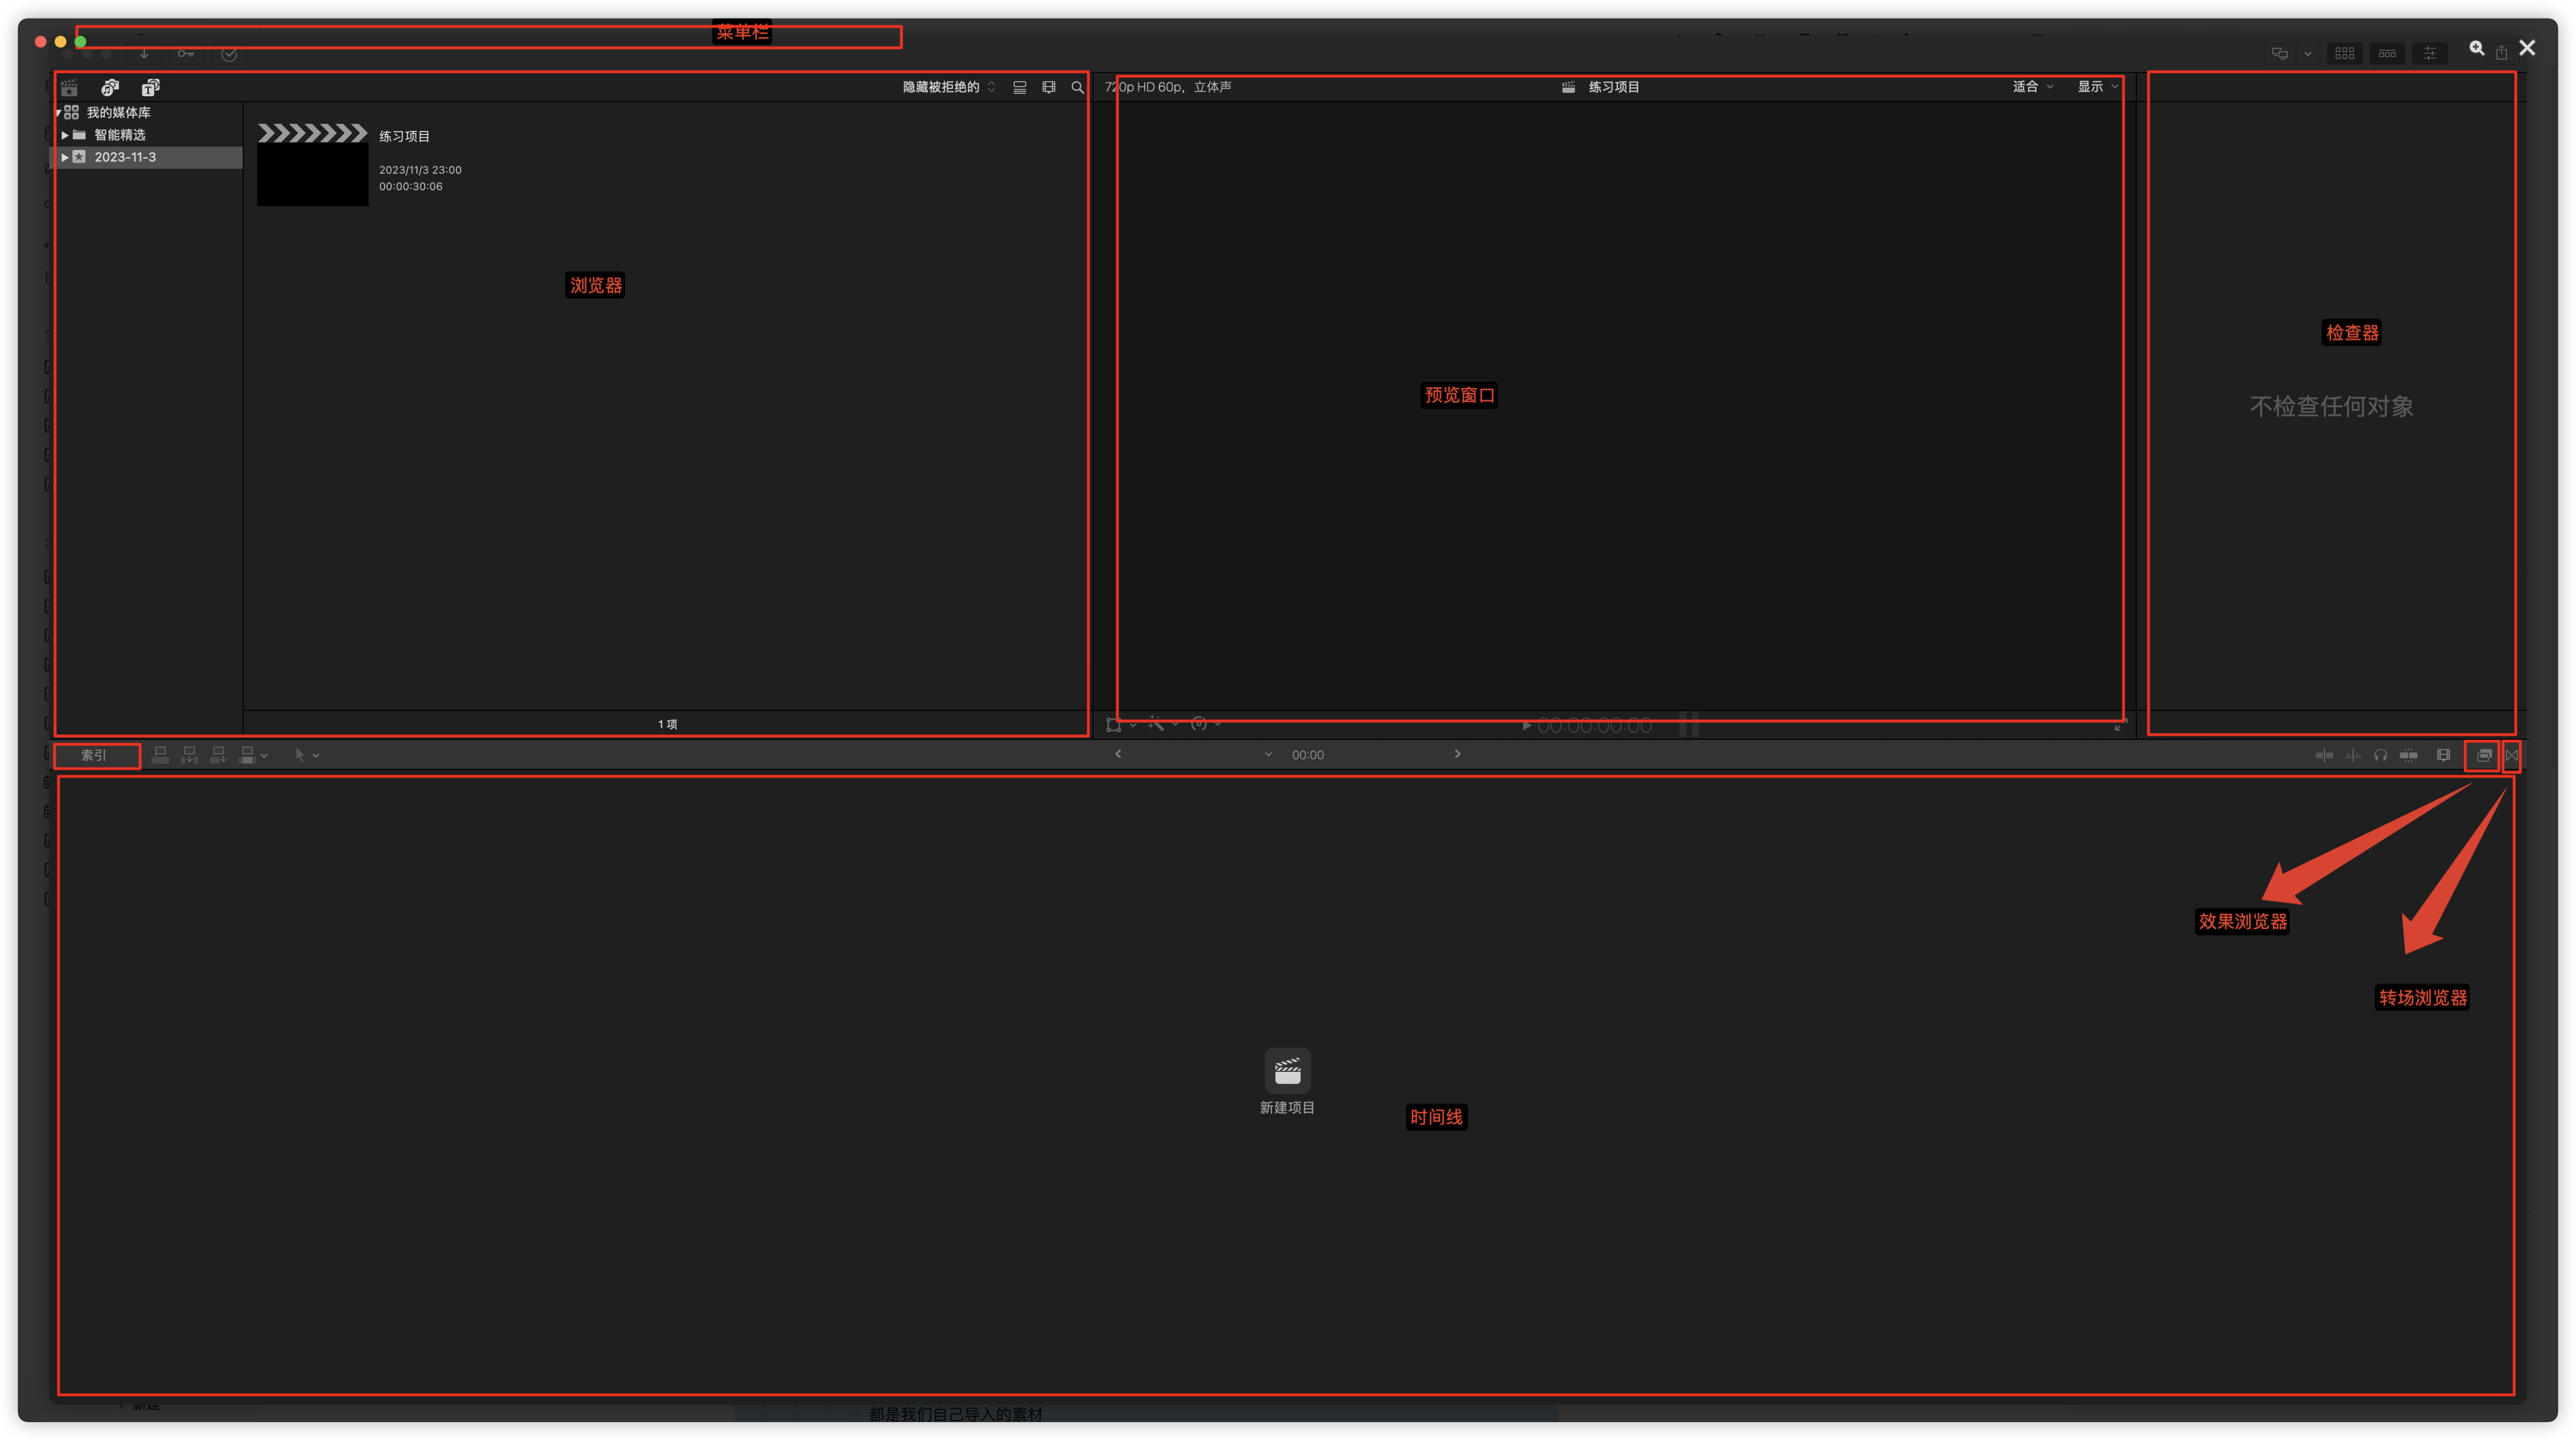 菜单栏
隐藏被拒绝的
720p HD 60p, 立体声
练习项目
适合
显示
我的媒体库
智能精选
2023-11-3
练习项目
2023/11/3 23:00
00:00:30:06
浏览器
检查器
预览窗口
不检查任何对象
1 项
00:00:00:00
索引
00:00
效果浏览器
转场浏览器
新建项目
时间线
都是我们自己导入的素材